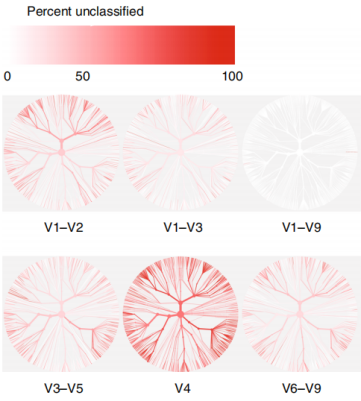 Percent unclassified
0 50 100
V1–V2 V1–V3 V1–V9
V3–V5 V4 V6–V9